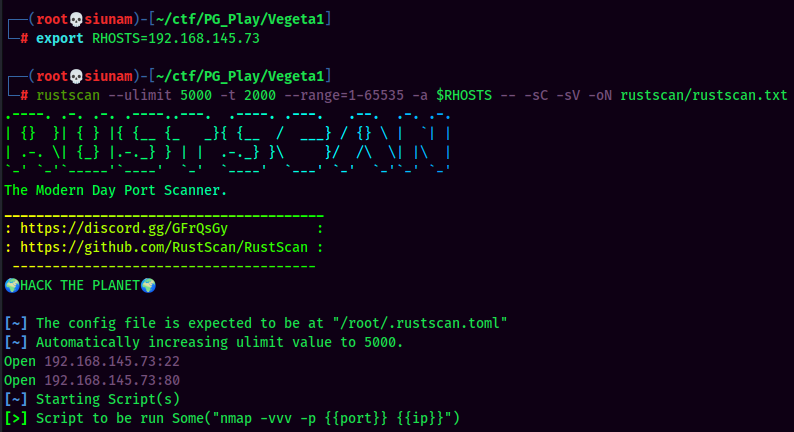 ┌──(root💀siunam)-[~/ctf/PG_Play/Vegeta1]
└─# export RHOSTS=192.168.145.73
┌──(root💀siunam)-[~/ctf/PG_Play/Vegeta1]
└─# rustscan --ulimit 5000 -t 2000 --range=1-65535 -a $RHOSTS -- -sC -sV -oN rustscan/rustscan.txt
.----. .-. .-. .----..---.  .----. .---.   .--.  .-. .-.
| {}  }| { } |{ {__ {_   _}{ {__  /  ___} / {} \ |  `| |
| .-. \| {_} |.-._} } | |  .-._} }\     }/  /\  \| |\  |
`-' `-'`-----'`----'  `-'  `----'  `---' `-'  `-'`-' `-'
The Modern Day Port Scanner.
________________________________________
: https://discord.gg/GFrQsGy           :
: https://github.com/RustScan/RustScan :
 --------------------------------------
🌍HACK THE PLANET🌍
[~] The config file is expected to be at "/root/.rustscan.toml"
[~] Automatically increasing ulimit value to 5000.
Open 192.168.145.73:22
Open 192.168.145.73:80
[~] Starting Script(s)
[>] Script to be run Some("nmap -vvv -p {{port}} {{ip}}")